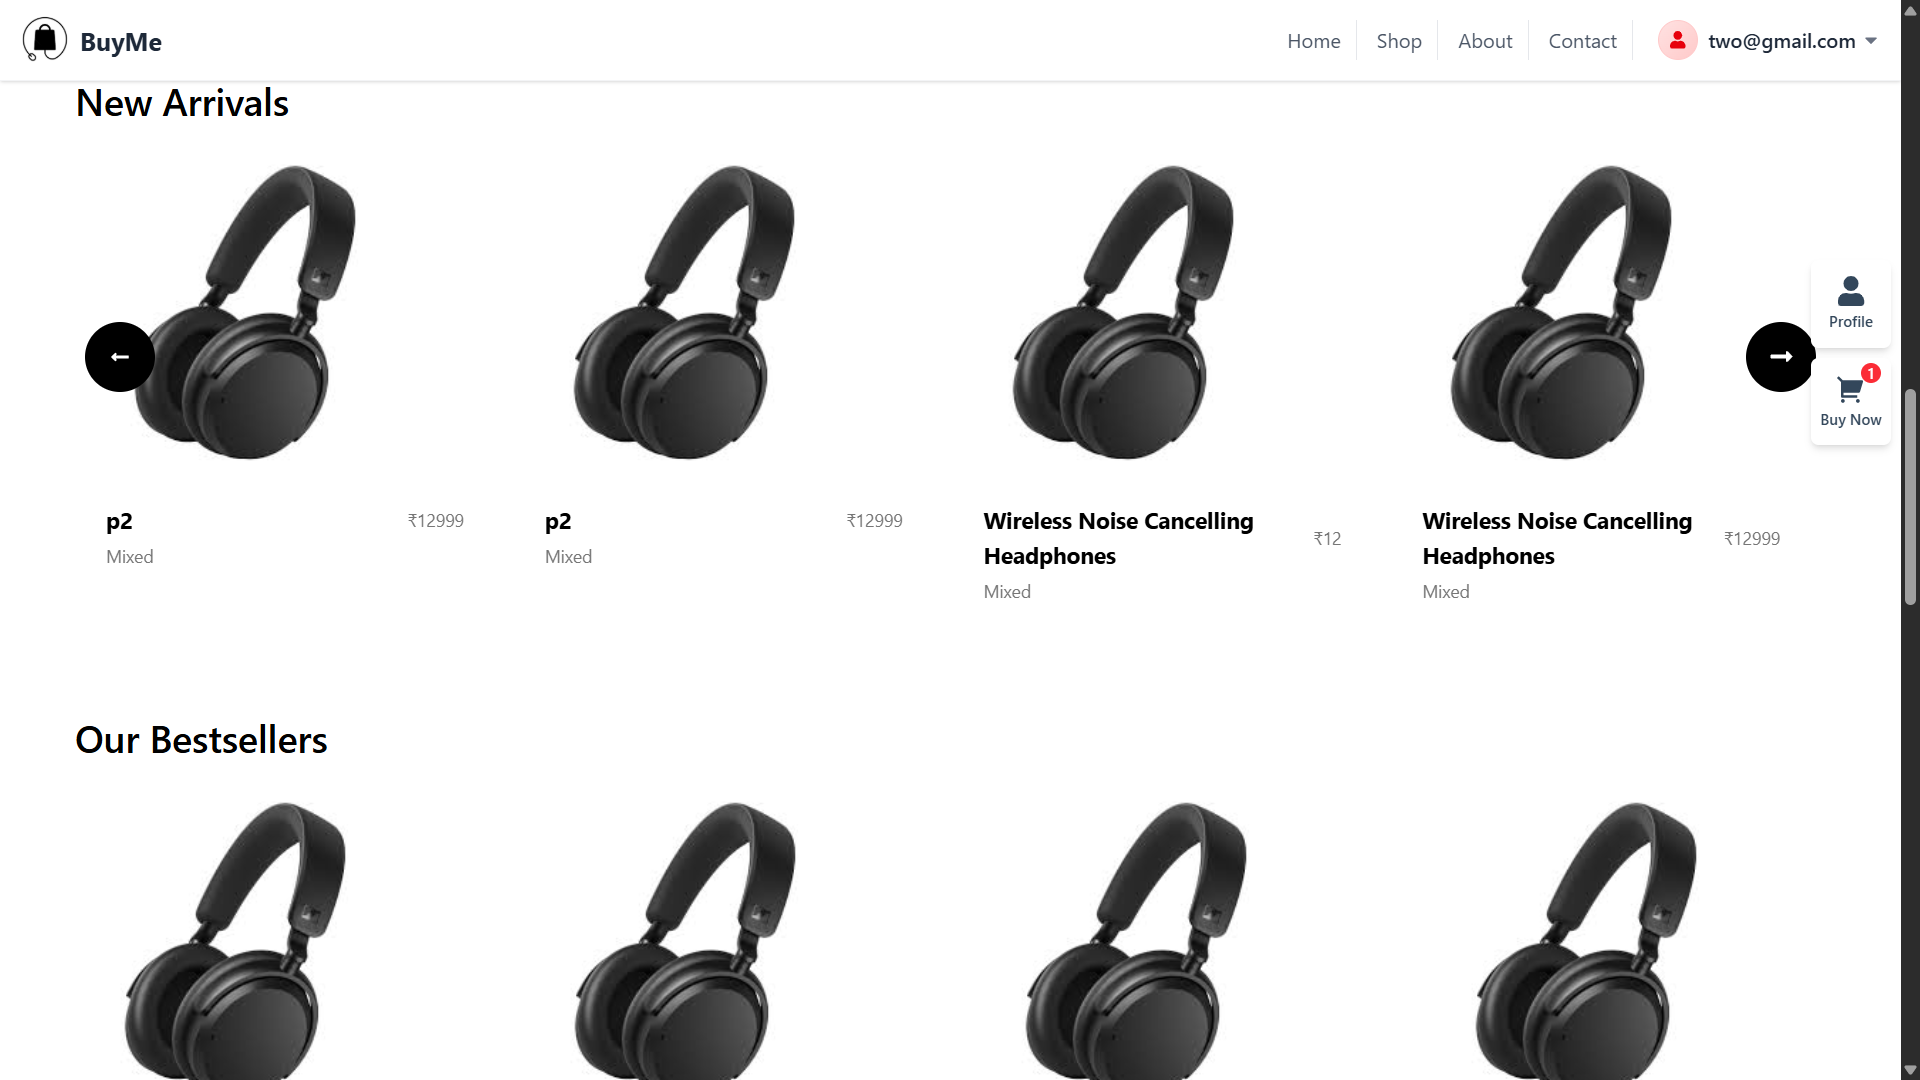 BuyMe
Home
Shop
About
Contact
two@gmail.com
New Arrivals
Profile
1
Buy Now
p2
₹12999
Mixed
p2
₹12999
Mixed
Wireless Noise Cancelling
Headphones
₹12
Mixed
Wireless Noise Cancelling
Headphones
₹12999
Mixed
Our Bestsellers